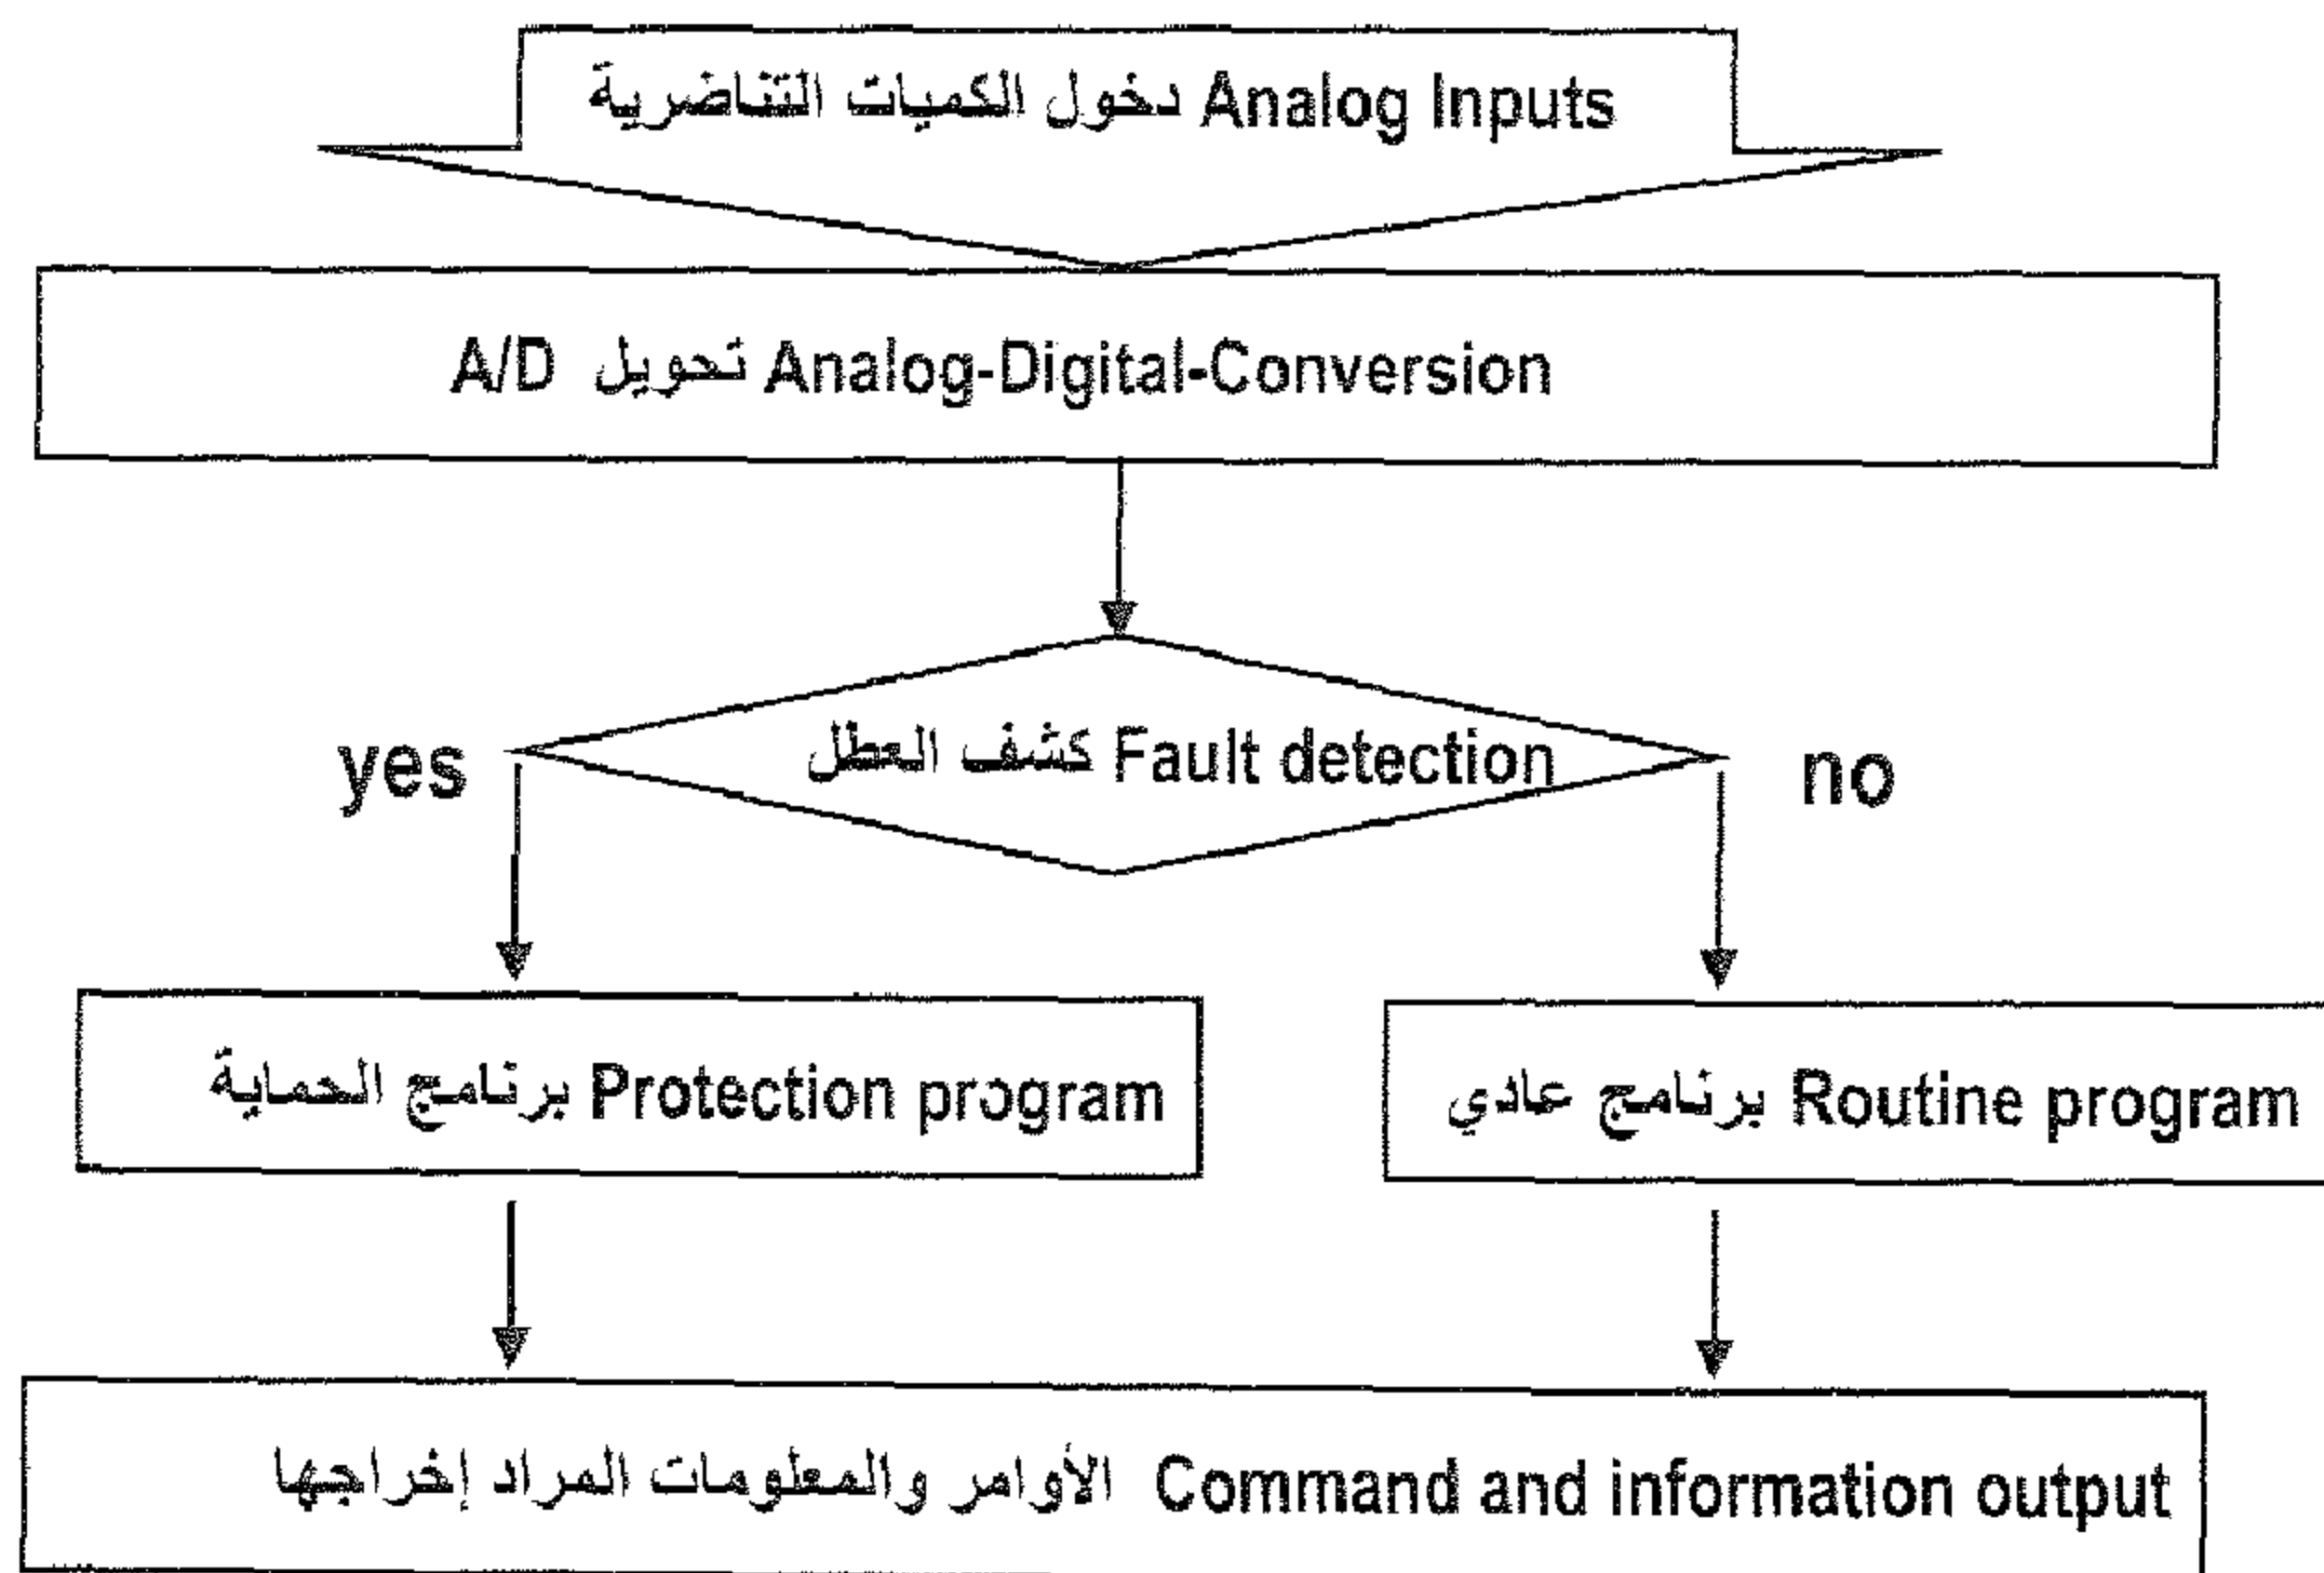 دخول الكميات التناضرية Analog Inputs
A/D تحويل Analog-Digital-Conversion
كشف العطل Fault detection
yes
no
برنامج الحماية Protection program
برنامج عادي Routine program
الأوامر والمعلومات المراد إخراجها Command and information output